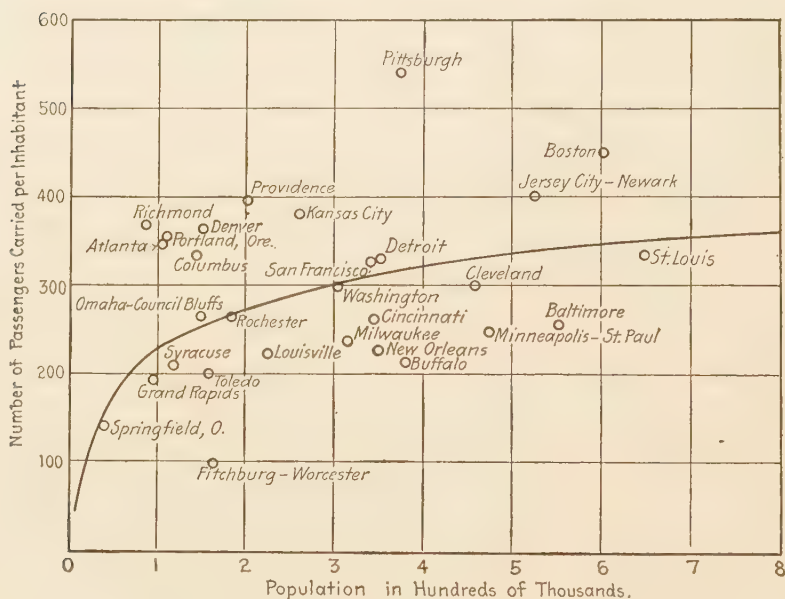 Number of Passengers Carried per Inhabitant
600
500
400
300
200
100
Pittsburgh
Boston
Jersey City-Newark
Providence
Kansas City
Richmond
Denver
Portland, Ore.
Atlanta
Columbus
Detroit
San Francisco
St. Louis
Cleveland
Washington
Omaha-Council Bluffs
Rochester
Cincinnati
Baltimore
Milwaukee
Minneapolis-St. Paul
New Orleans
Louisville
Buffalo
Syracuse
Toledo
Grand Rapids
Springfield, O.
Fitchburg-Worcester
0 1 2 3 4 5 6 7 8
Population in Hundreds of Thousands.